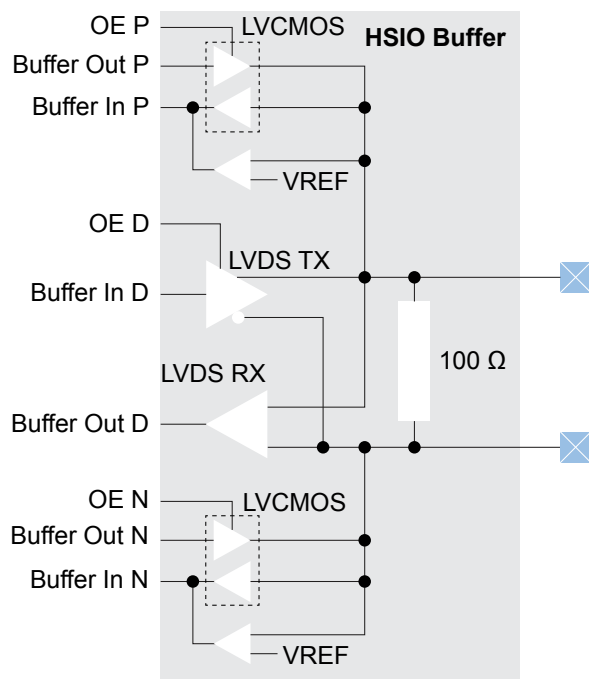 OE P
LVCMOS
HSIO Buffer
Buffer Out P
Buffer In P
VREF
OE D
LVDS TX
Buffer In D
100 Ω
LVDS RX
Buffer Out D
OE N
LVCMOS
Buffer Out N
Buffer In N
VREF